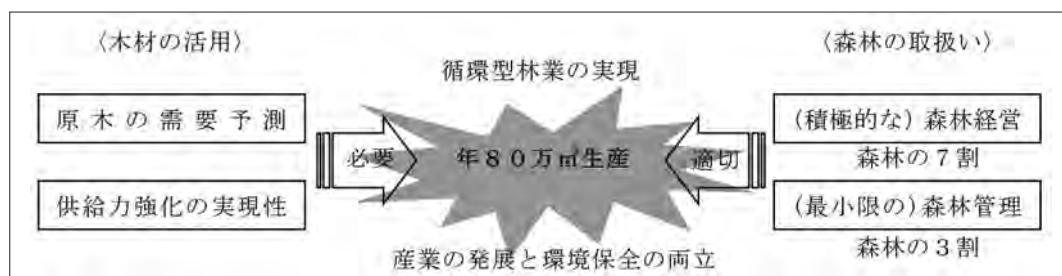 〈木材の活用〉
原木の需要予測
供給力強化の実現性
必要
循環型林業の実現
年80万㎥生産
産業の発展と環境保全の両立
適切
〈森林の取扱い〉
(積極的な)森林経営
森林の7割
(最小限の)森林管理
森林の3割